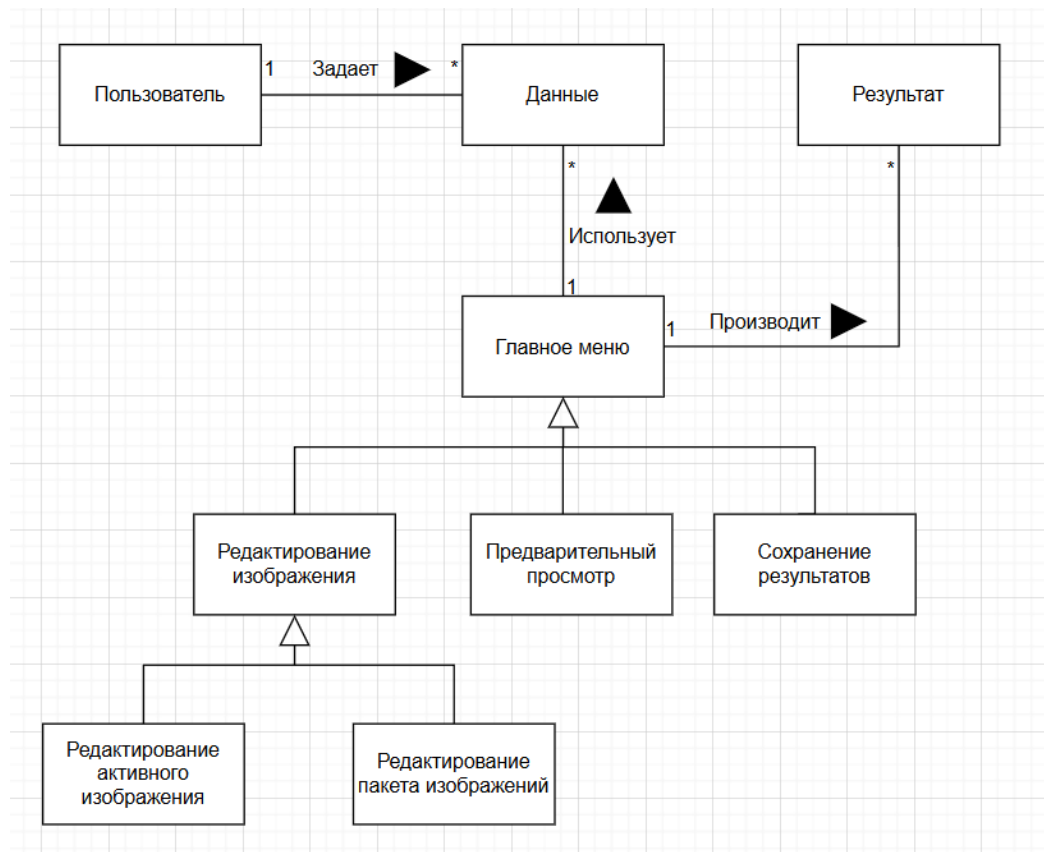 Пользователь
1
Задает
*
Данные
Результат
*
*
Использует
1
Главное меню
1
Производит
Редактирование
изображения
Предварительный
просмотр
Сохранение
результатов
Редактирование
активного
изображения
Редактирование
пакета изображений